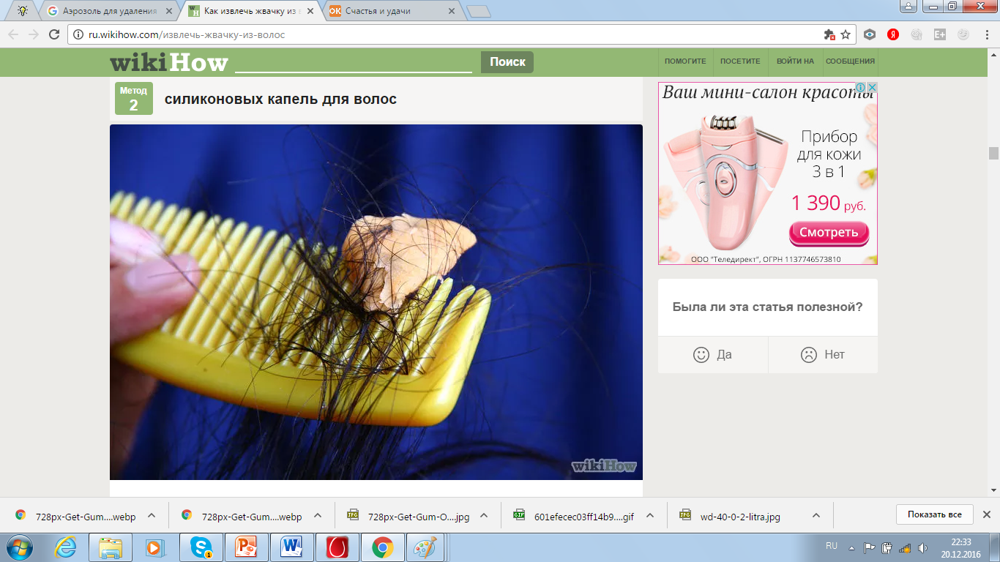 Аэрозоль для удаления
Как извлечь жвачку из в
Счастья и удачи
ru.wikihow.com/извлечь-жвачку-из-волос
wikiHow
Поиск
ПОМОГИТЕ
ПОСЕТИТЕ
ВОЙТИ НА
СООБЩЕНИЯ
Метод
2
силиконовых капель для волос
wikiHow
Ваш мини-салон красоты
Прибор
для кожи
3 в 1
1 390 руб.
Смотреть
ООО "Теледирект", ОГРН 1137746573810
Была ли эта статья полезной?
Да
Нет
728px-Get-Gum....webp
728px-Get-Gum....webp
728px-Get-Gum-O....jpg
601efecec03ff14b9....gif
wd-40-0-2-litra.jpg
Показать все
RU
22:33
20.12.2016